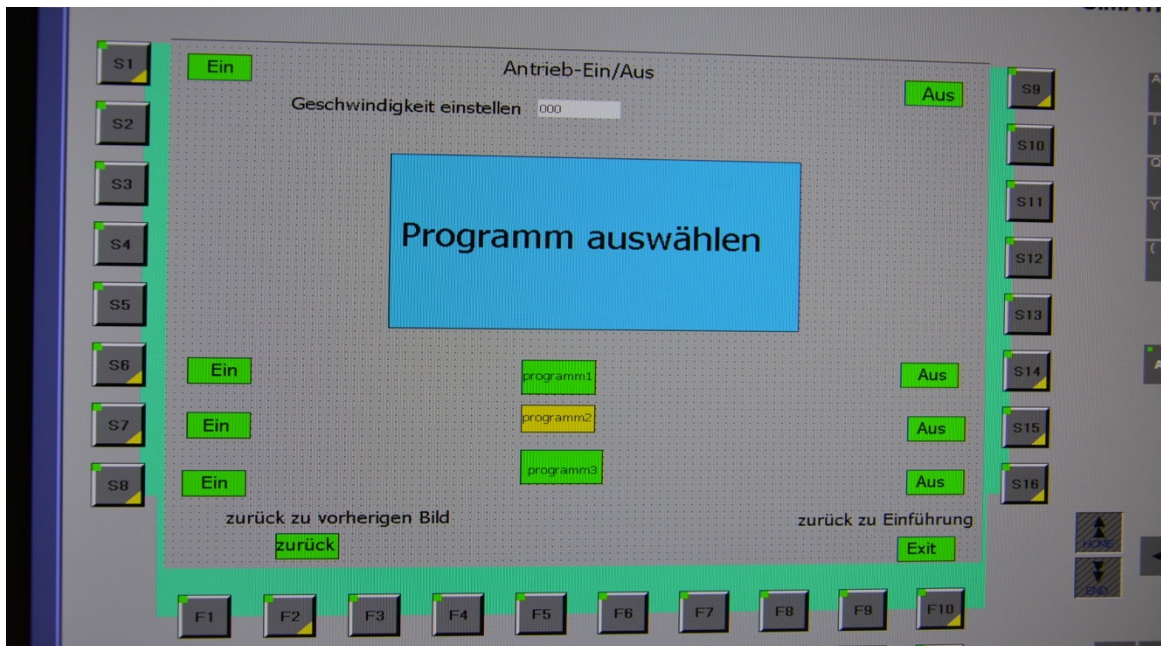 S1
Ein
Antrieb-Ein/Aus
Aus
S9
Geschwindigkeit einstellen 000
S2
S10
S3
S11
Programm auswählen
S4
S12
S5
S13
S6
Ein
programm1
Aus
S14
S7
Ein
programm2
Aus
S15
S8
Ein
programm3
Aus
S16
zurück zu vorherigen Bild
zurück zu Einführung
zurück
Exit
HOME
END
F1 F2 F3 F4 F5 F6 F7 F8 F9 F10